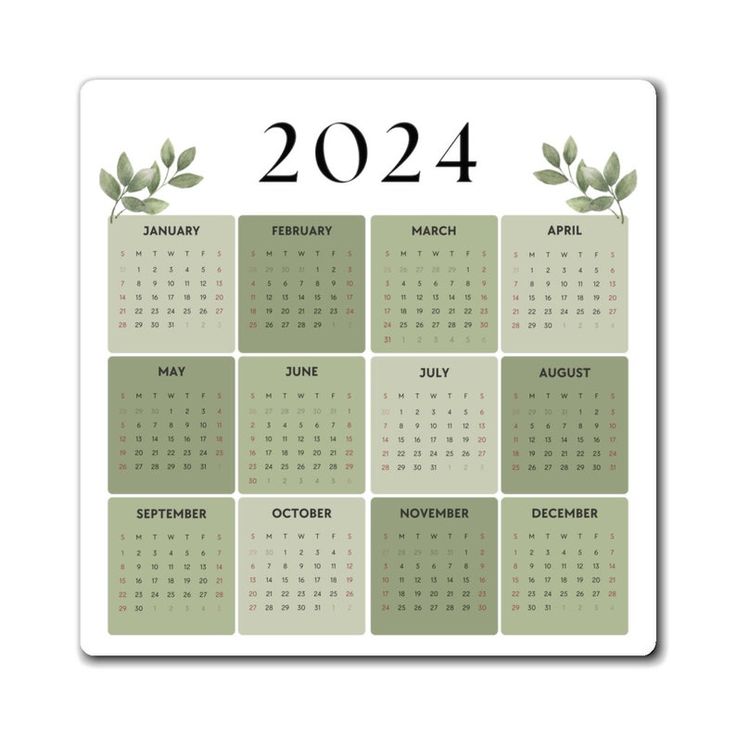 2024
JANUARY
S M T W T F S
31 1 2 3 4 5 6
7 8 9 10 11 12 13
14 15 16 17 18 19 20
21 22 23 24 25 26 27
28 29 30 31 1 2 3
FEBRUARY
S M T W T F S
28 29 30 31 1 2 3
4 5 6 7 8 9 10
11 12 13 14 15 16 17
18 19 20 21 22 23 24
25 26 27 28 29 1 2
MARCH
S M T W T F S
25 26 27 28 29 1 2
3 4 5 6 7 8 9
10 11 12 13 14 15 16
17 18 19 20 21 22 23
24 25 26 27 28 29 30
31 1 2 3 4 5 6
APRIL
S M T W T F S
31 1 2 3 4 5 6
7 8 9 10 11 12 13
14 15 16 17 18 19 20
21 22 23 24 25 26 27
28 29 30 1 2 3 4
MAY
S M T W T F S
28 29 30 1 2 3 4
5 6 7 8 9 10 11
12 13 14 15 16 17 18
19 20 21 22 23 24 25
26 27 28 29 30 31 1
JUNE
S M T W T F S
26 27 28 29 30 31 1
2 3 4 5 6 7 8
9 10 11 12 13 14 15
16 17 18 19 20 21 22
23 24 25 26 27 28 29
30 1 2 3 4 5 6
JULY
S M T W T F S
30 1 2 3 4 5 6
7 8 9 10 11 12 13
14 15 16 17 18 19 20
21 22 23 24 25 26 27
28 29 30 31 1 2 3
AUGUST
S M T W T F S
28 29 30 31 1 2 3
4 5 6 7 8 9 10
11 12 13 14 15 16 17
18 19 20 21 22 23 24
25 26 27 28 29 30 31
SEPTEMBER
S M T W T F S
1 2 3 4 5 6 7
8 9 10 11 12 13 14
15 16 17 18 19 20 21
22 23 24 25 26 27 28
29 30 1 2 3 4 5
OCTOBER
S M T W T F S
29 30 1 2 3 4 5
6 7 8 9 10 11 12
13 14 15 16 17 18 19
20 21 22 23 24 25 26
27 28 29 30 31 1 2
NOVEMBER
S M T W T F S
27 28 29 30 31 1 2
3 4 5 6 7 8 9
10 11 12 13 14 15 16
17 18 19 20 21 22 23
24 25 26 27 28 29 30
DECEMBER
S M T W T F S
1 2 3 4 5 6 7
8 9 10 11 12 13 14
15 16 17 18 19 20 21
22 23 24 25 26 27 28
29 30 31 1 2 3 4